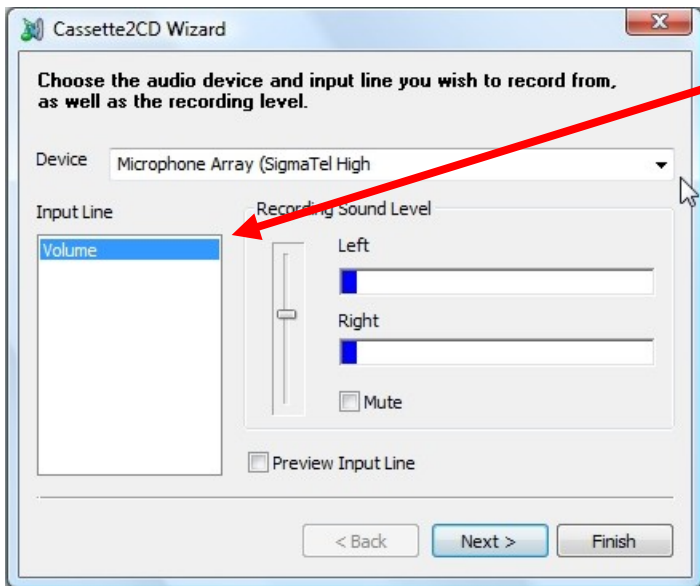 Cassette2CD Wizard
Choose the audio device and input line you wish to record from,
as well as the recording level.
Device
Microphone Array (SigmaTel High
Input Line
Recording Sound Level
Volume
Left
Right
Mute
Preview Input Line
< Back
Next >
Finish